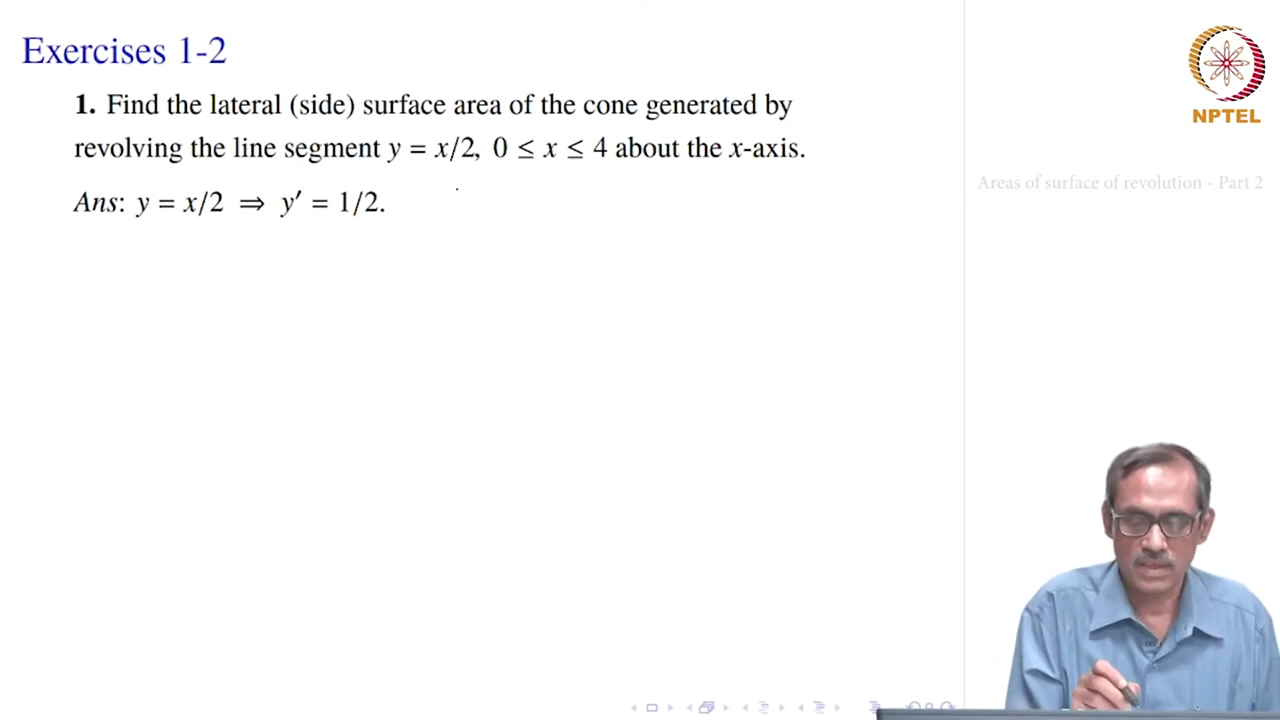 Exercises 1-2
1. Find the lateral (side) surface area of the cone generated by
revolving the line segment y = x/2, 0 ≤ x ≤ 4 about the x-axis.
Ans: y = x/2 ⇒ y′ = 1/2.
NPTEL
Areas of surface of revolution - Part 2